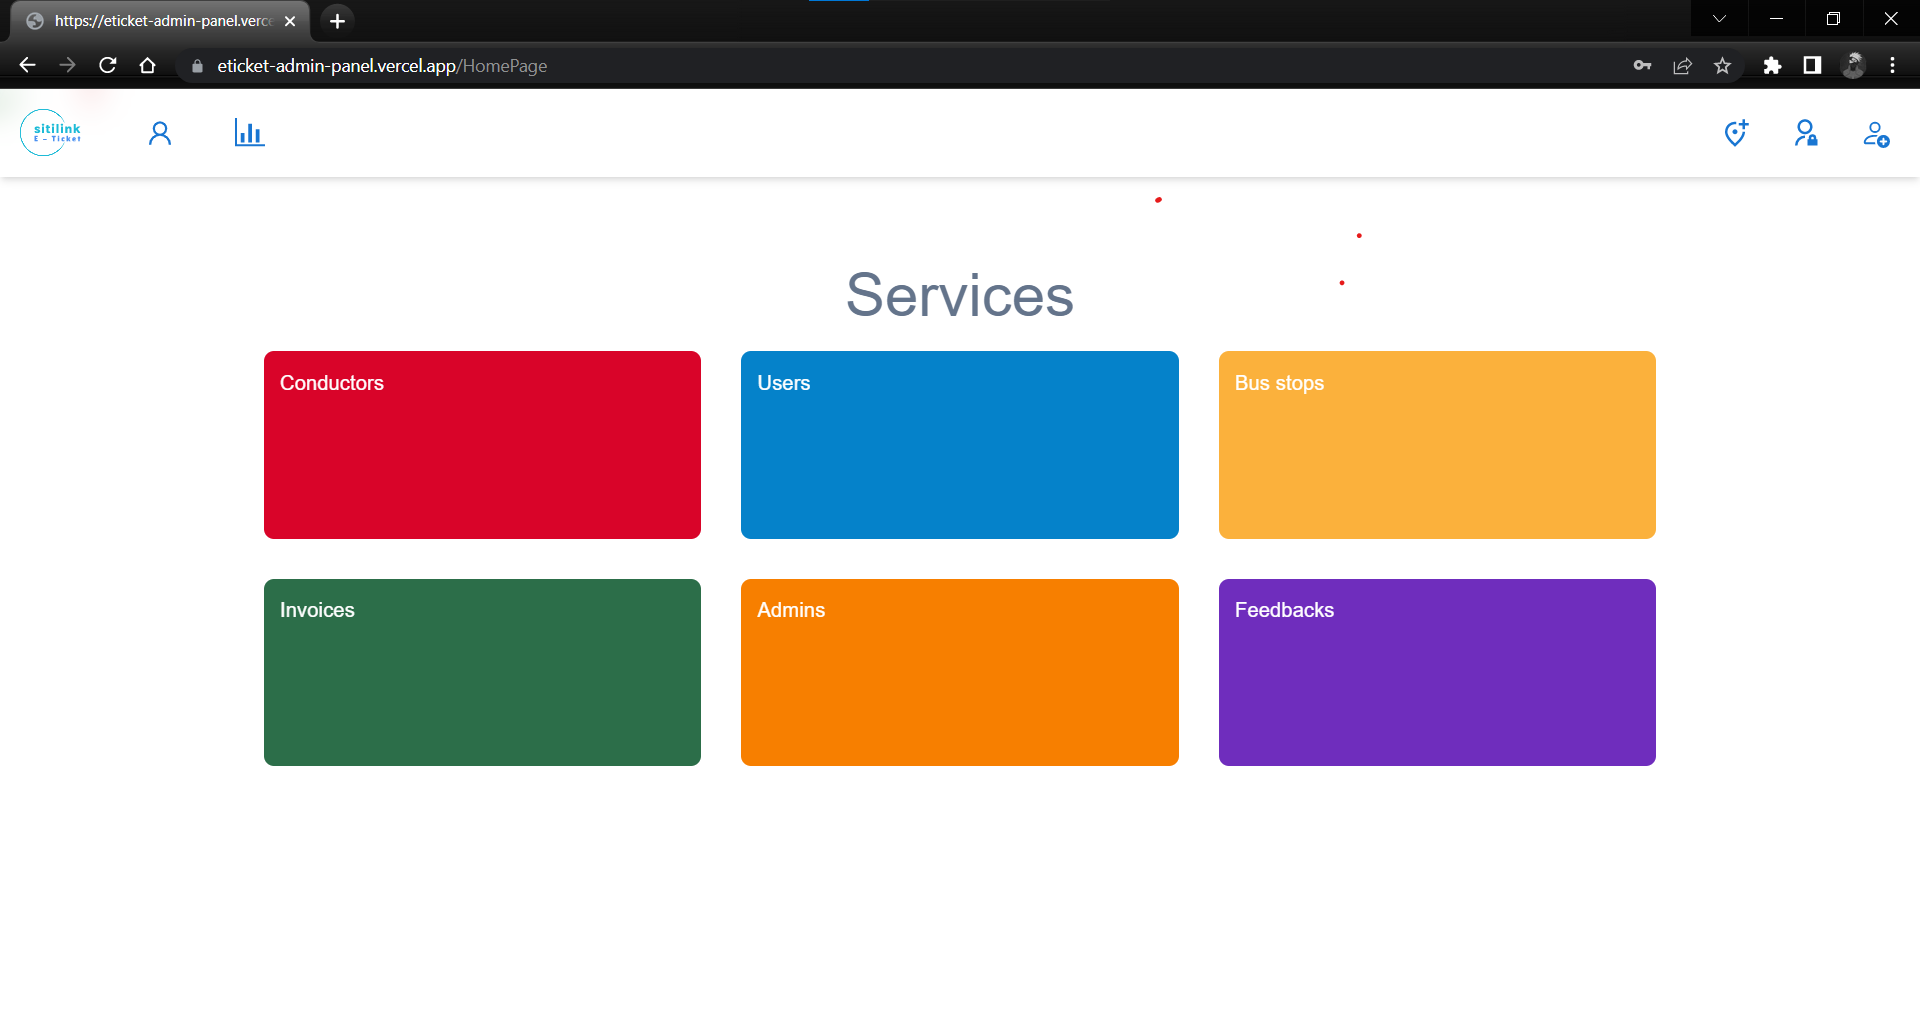 https://eticket-admin-panel.verce
eticket-admin-panel.vercel.app/HomePage
sitilink
E - Ticket
Services
Conductors
Users
Bus stops
Invoices
Admins
Feedbacks